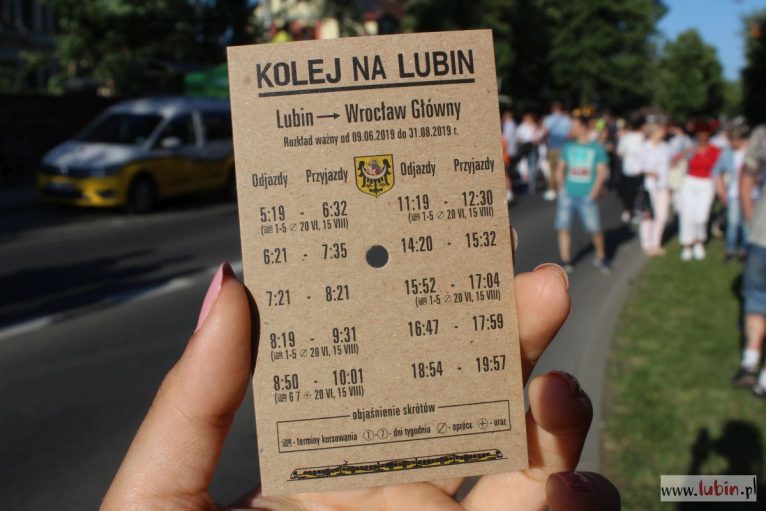 KOLEJ NA LUBIN
Lubin → Wrocław Główny
Rozkład ważny od 09.06.2019 do 31.08.2019 r.
Odjazdy Przyjazdy Odjazdy Przyjazdy
5:19 - 6:32
(1-5 ∅ 20 VI, 15 VIII)
6:21 - 7:35
7:21 - 8:21
8:19 - 9:31
(1-5 ∅ 20 VI, 15 VIII)
8:50 - 10:01
(6 7 + 20 VI, 15 VIII)
11:19 - 12:30
(1-5 ∅ 20 VI, 15 VIII)
14:20 - 15:32
15:52 - 17:04
(1-5 ∅ 20 VI, 15 VIII)
16:47 - 17:59
18:54 - 19:57
objaśnienie skrótów
- terminy kursowania ①-⑦- dni tygodnia ∅ - oprócz ⊕ - oraz
www.lubin.pl